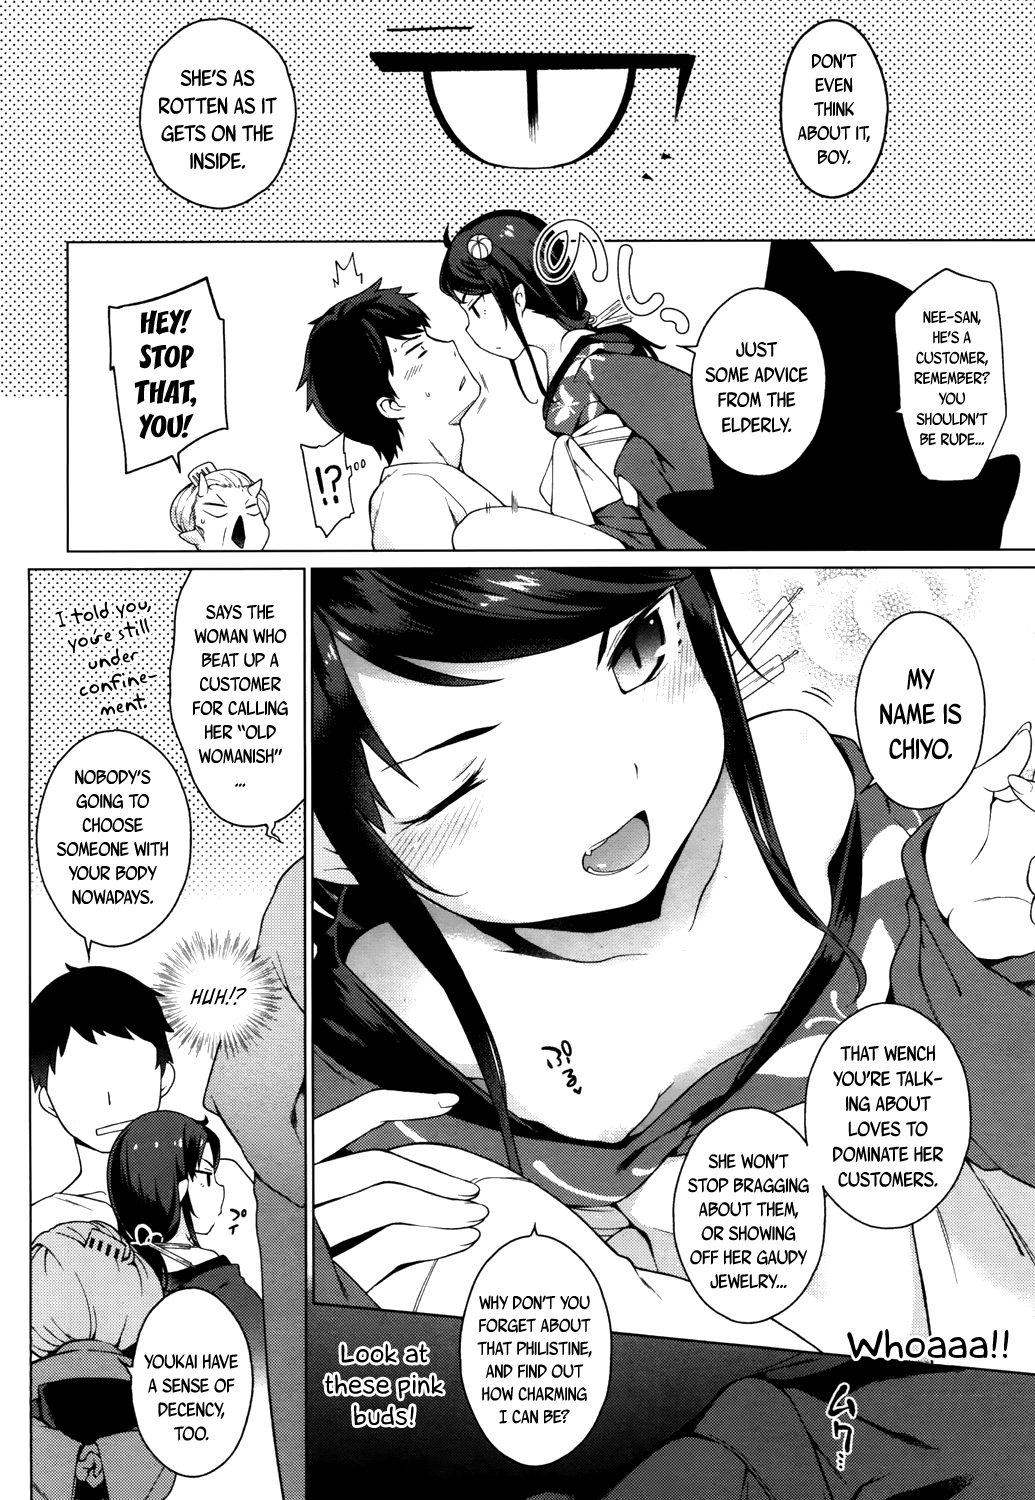 DON'T
EVEN
THINK
ABOUT IT,
BOY.
SHE'S AS
ROTTEN AS IT
GETS ON THE
INSIDE.
NEE-SAN,
HE'S A
CUSTOMER,
REMEMBER?
YOU
SHOULDN'T
BE RUDE...
JUST
SOME ADVICE
FROM THE
ELDERLY.
のし
!?
HEY!
STOP
THAT,
YOU!
MY
NAME IS
CHIYO.
THAT WENCH
YOU'RE TALK-
ING ABOUT
LOVES TO
DOMINATE HER
CUSTOMERS.
SHE WON'T
STOP BRAGGING
ABOUT THEM,
OR SHOWING
OFF HER GAUDY
JEWELRY...
WHY DON'T YOU
FORGET ABOUT
THAT PHILISTINE,
AND FIND OUT
HOW CHARMING
I CAN BE?
Whoaaa!!
ムク
Look at
these pink
buds!
SAYS THE
WOMAN WHO
BEAT UP A
CUSTOMER
FOR CALLING
HER "OLD
WOMANISH"
...
I told you,
you're still
under
confine-
ment.
NOBODY'S
GOING TO
CHOOSE
SOMEONE WITH
YOUR BODY
NOWADAYS.
HUH!?
プイ
YOUKAI HAVE
A SENSE OF
DECENCY,
TOO.